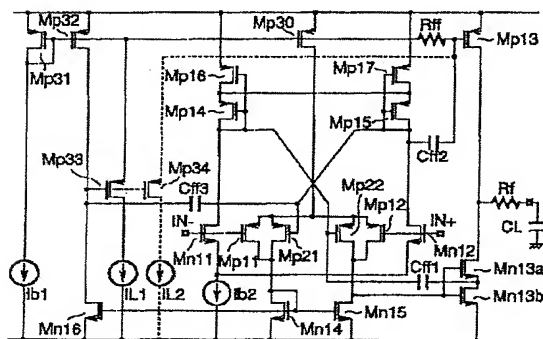 Mp32
Mp30
Rff
Mp13
Mp31
Mp16
Mp17
Mp14
Mp15
Mp33
Mp34
Cff2
Cff3
Mp22
Mp12
Rf
IN-
IN+
CL
Mn11
Mp11
Mp21
Mn12
Mn13a
Cff1
Ib1
IL1
IL2
Ib2
Mn13b
Mn16
Mn14
Mn15